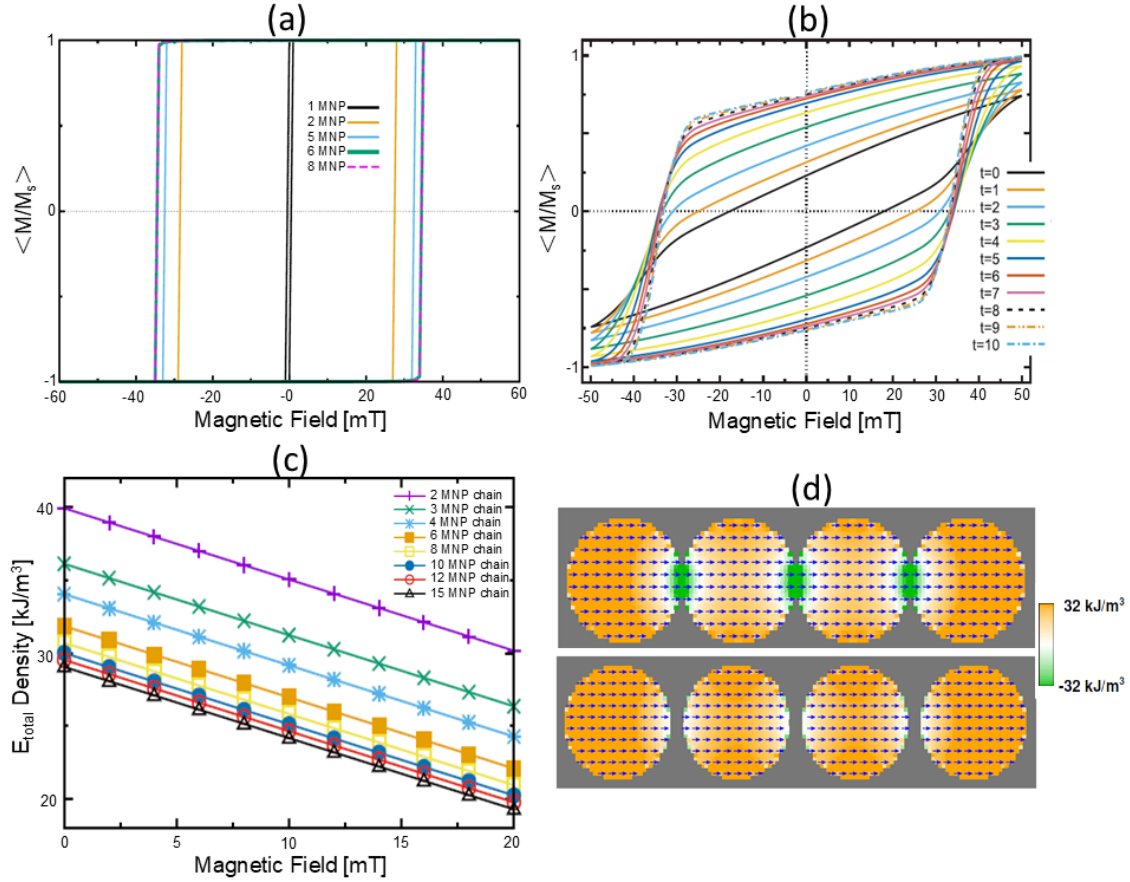 (a)
1
0
-1
<M/Ms>
1 MNP
2 MNP
5 MNP
6 MNP
8 MNP
-60
-40
-20
0
20
40
60
Magnetic Field [mT]
(b)
1
0
-1
<M/Ms>
t=0
t=1
t=2
t=3
t=4
t=5
t=6
t=7
t=8
t=9
t=10
-50
-40
-30
-20
-10
0
10
20
30
40
50
Magnetic Field [mT]
(c)
40
30
20
Etotal Density [kJ/m³]
2 MNP chain
3 MNP chain
4 MNP chain
6 MNP chain
8 MNP chain
10 MNP chain
12 MNP chain
15 MNP chain
0
5
10
15
20
Magnetic Field [mT]
(d)
32 kJ/m³
-32 kJ/m³